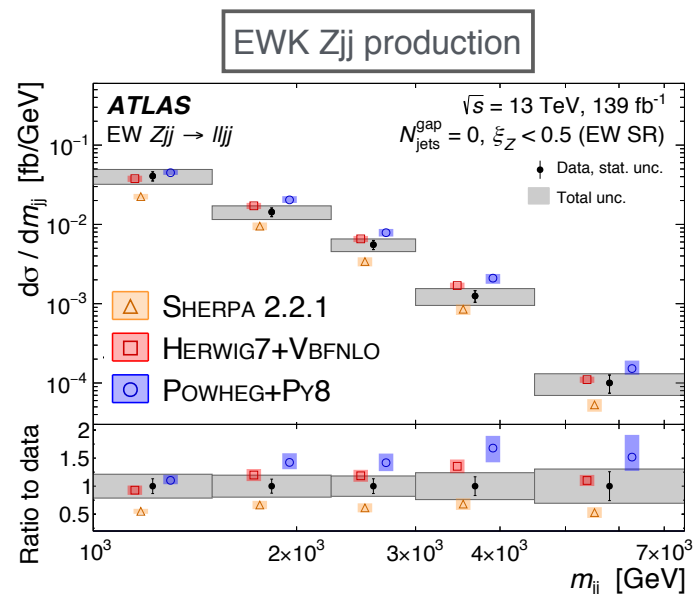 EWK Zjj production
ATLAS
EW Zjj → lljj
√s = 13 TeV, 139 fb⁻¹
N_jets^gap = 0, ξ_Z < 0.5 (EW SR)
Data, stat. unc.
Total unc.
SHERPA 2.2.1
HERWIG7+VBFNLO
POWHEG+PY8
dσ / dm_jj [fb/GeV]
10⁻¹
10⁻²
10⁻³
10⁻⁴
Ratio to data
2
1.5
1
0.5
10³ 2×10³ 3×10³ 4×10³ 7×10³
m_jj [GeV]